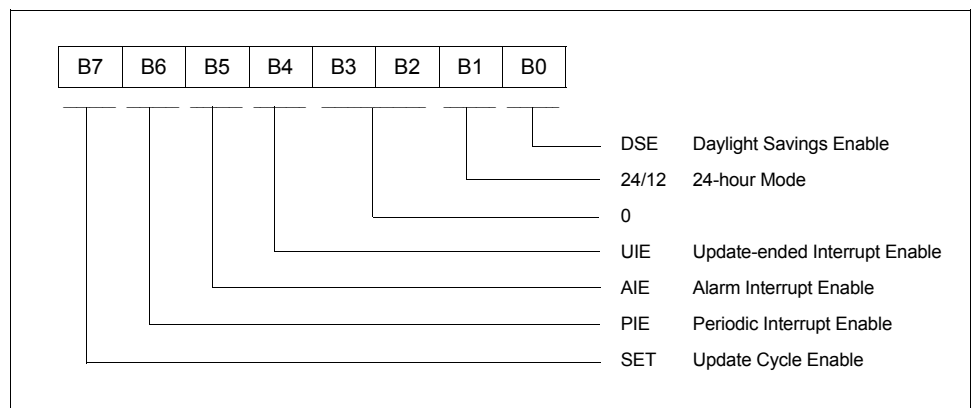 B7 B6 B5 B4 B3 B2 B1 B0
DSE Daylight Savings Enable
24/12 24-hour Mode
0
UIE Update-ended Interrupt Enable
AIE Alarm Interrupt Enable
PIE Periodic Interrupt Enable
SET Update Cycle Enable